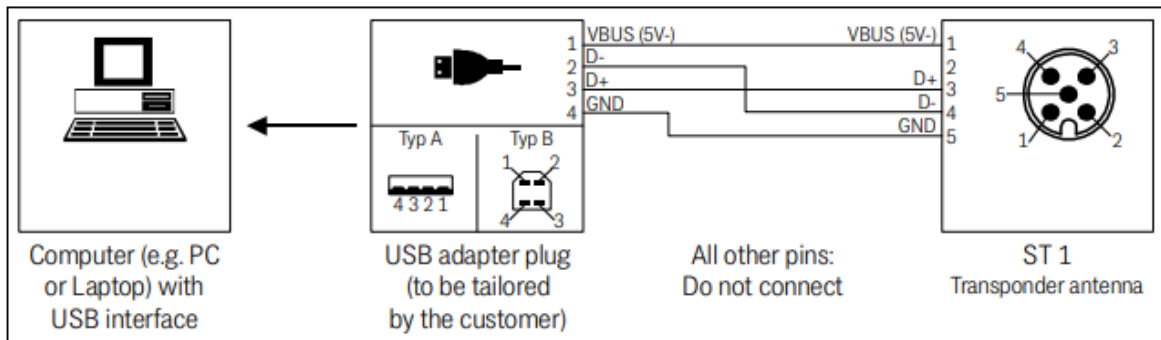 VBUS (5V-)
VBUS (5V-)
1
1
D-
2
2
D+
D+
3
3
GND
D-
4
4
GND
5
4
3
5
1
2
Typ A
Typ B
1
2
4 3 2 1
4
3
Computer (e.g. PC
or Laptop) with
USB interface
USB adapter plug
(to be tailored
by the customer)
All other pins:
Do not connect
ST 1
Transponder antenna